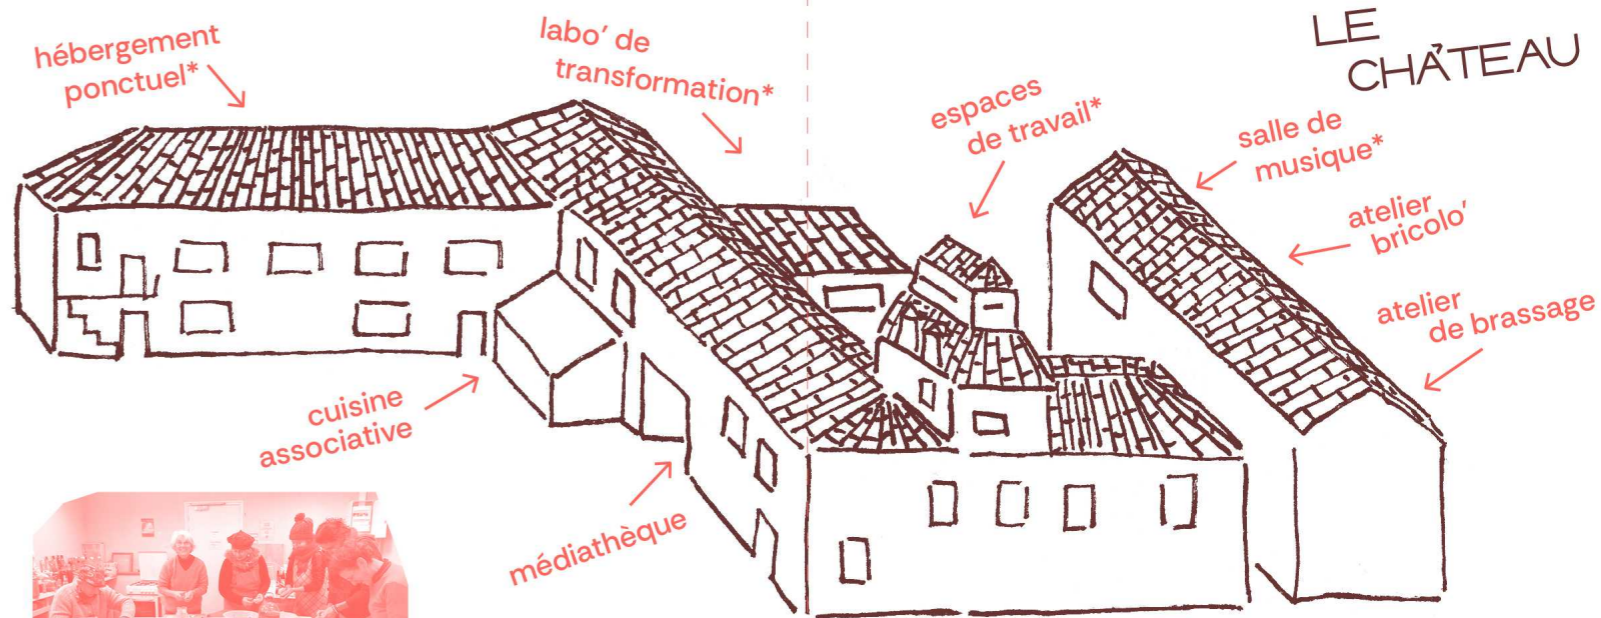 hébergement
ponctuel*
labo' de
transformation*
espaces
de travail*
LE
CHÂTEAU
salle de
musique*
atelier
bricolo'
atelier
de brassage
cuisine
associative
médiathèque